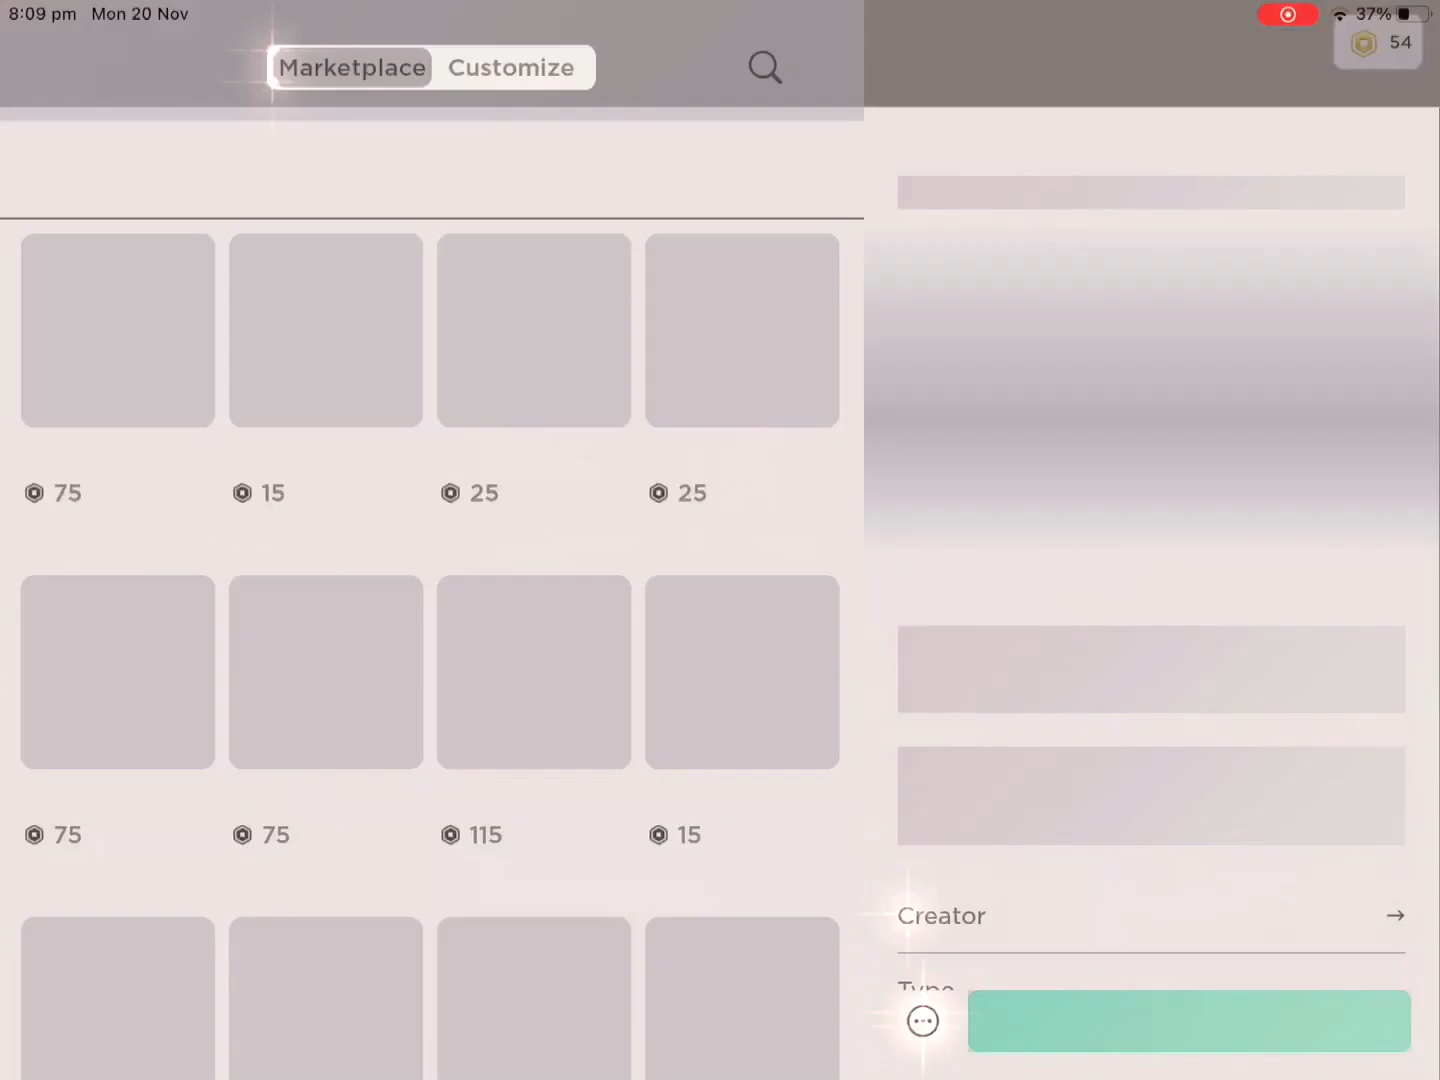 8:09 pm Mon 20 Nov
37%
54
Marketplace Customize
75 15 25 25
75 75 115 15
Creator →
Type